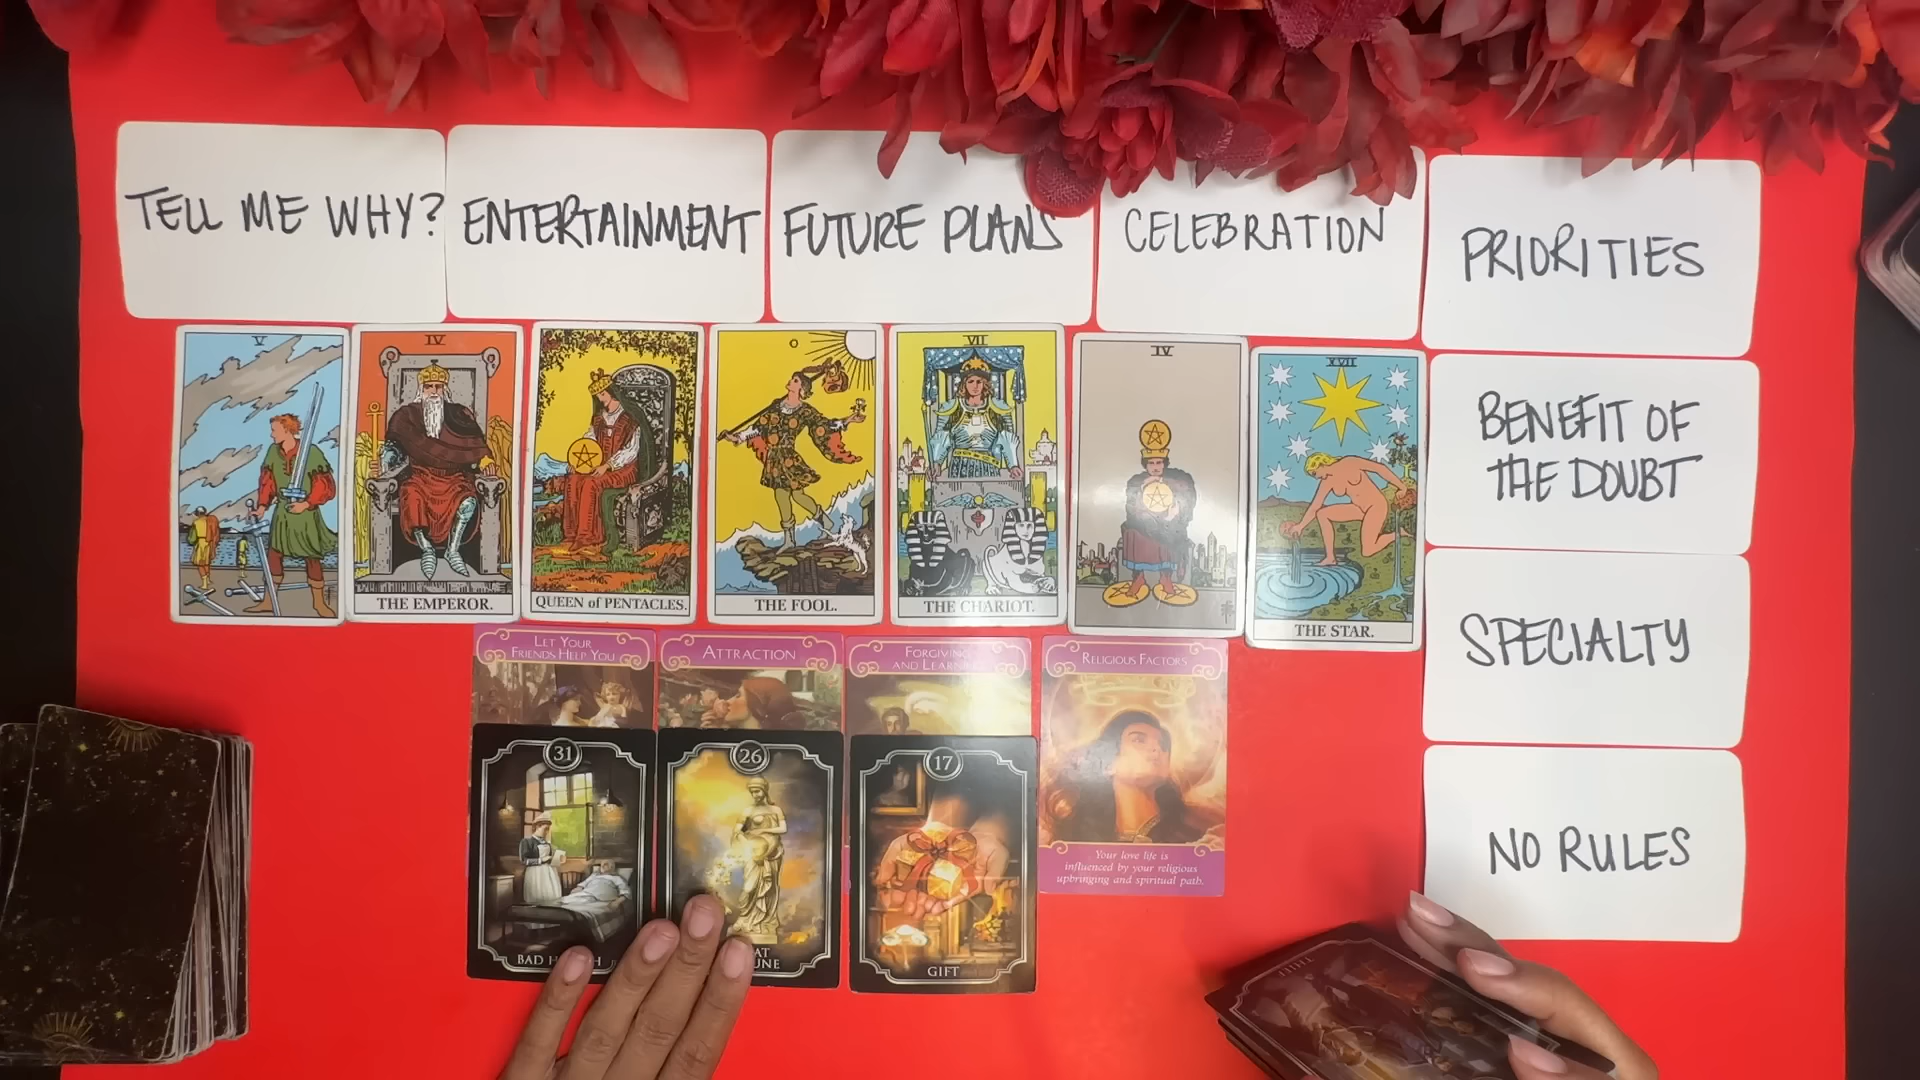 TELL ME WHY?
ENTERTAINMENT
FUTURE PLANS
CELEBRATION
PRIORITIES
BENEFIT OF
THE DOUBT
SPECIALTY
NO RULES
V
IV
THE EMPEROR.
QUEEN of PENTACLES.
0
THE FOOL.
VII
THE CHARIOT.
IV
XVII
THE STAR.
LET YOUR
FRIENDS HELP YOU
ATTRACTION
FORGIVING
AND LEARNING
RELIGIOUS FACTORS
Your love life is
influenced by your religious
upbringing and spiritual path.
31
BAD
26
17
GIFT